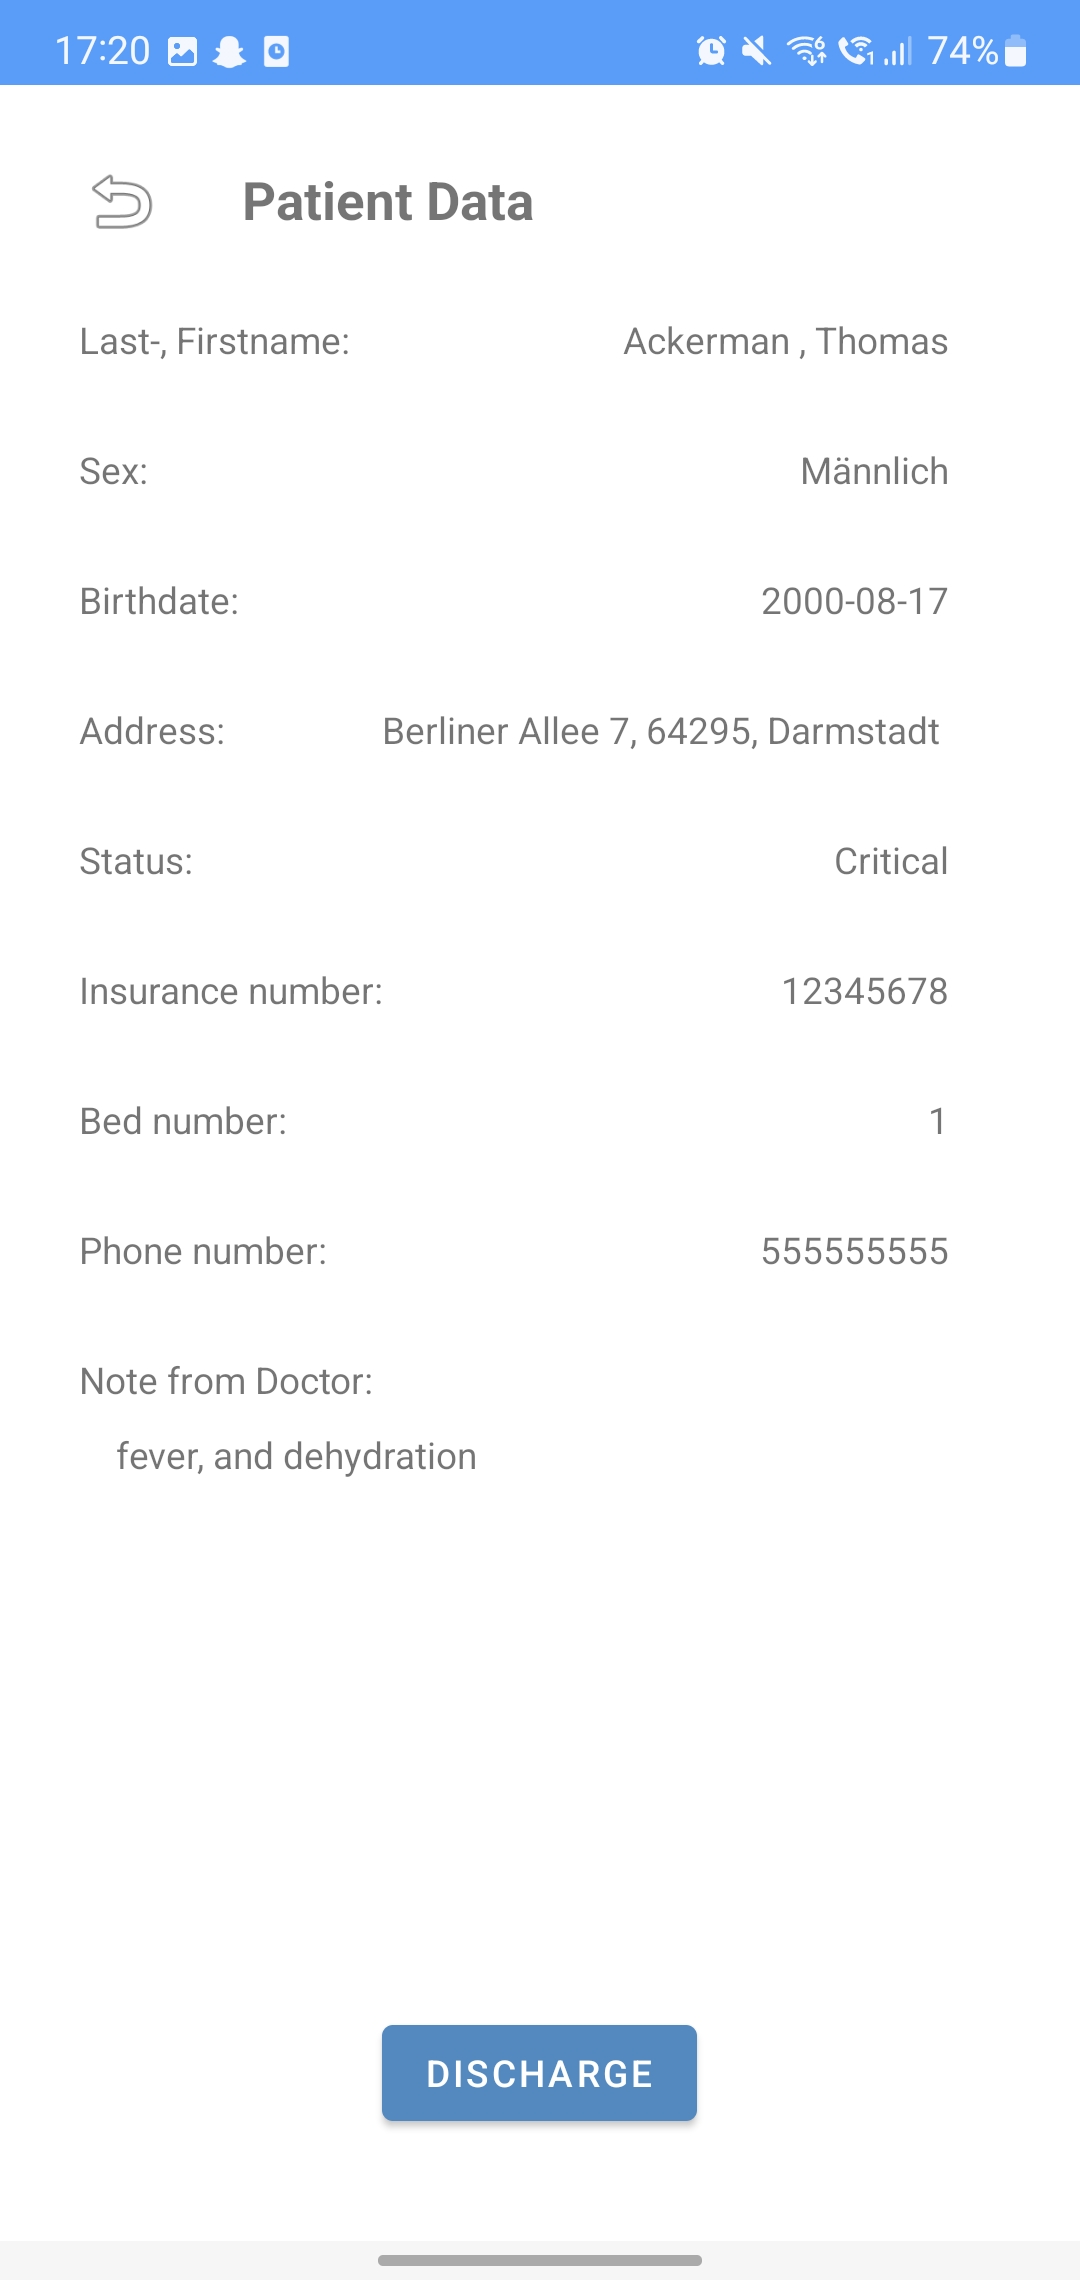 17:20 74%
Patient Data
Last-, Firstname: Ackerman , Thomas
Sex: Männlich
Birthdate: 2000-08-17
Address: Berliner Allee 7, 64295, Darmstadt
Status: Critical
Insurance number: 12345678
Bed number: 1
Phone number: 555555555
Note from Doctor:
fever, and dehydration
DISCHARGE